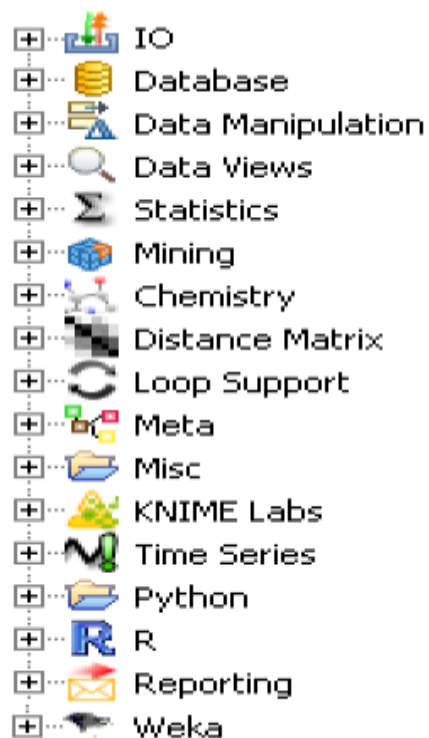 IO
Database
Data Manipulation
Data Views
Statistics
Mining
Chemistry
Distance Matrix
Loop Support
Meta
Misc
KNIME Labs
Time Series
Python
R
Reporting
Weka